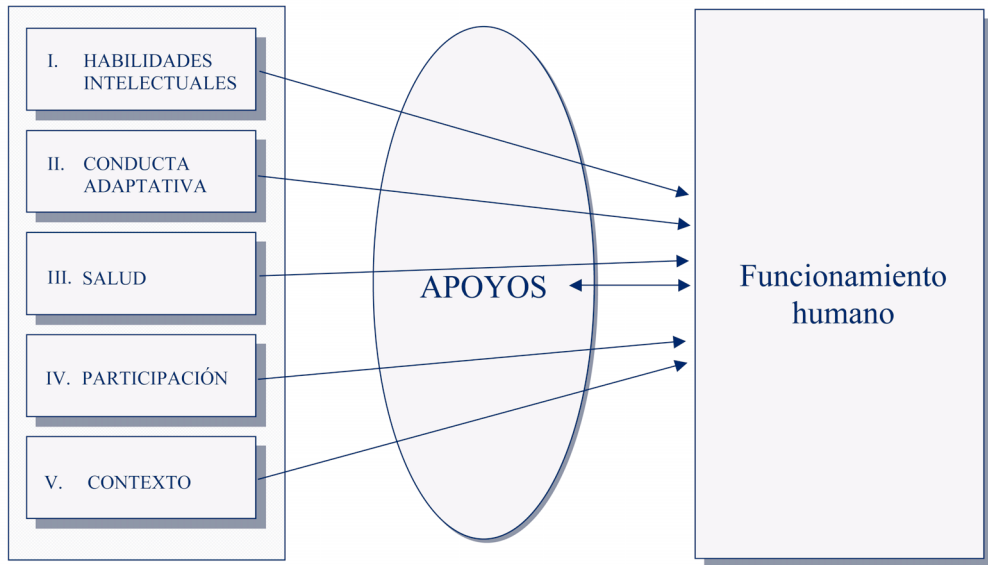 I. HABILIDADES
INTELECTUALES
II. CONDUCTA
ADAPTATIVA
III. SALUD
IV. PARTICIPACIÓN
V. CONTEXTO
APOYOS
Funcionamiento
humano